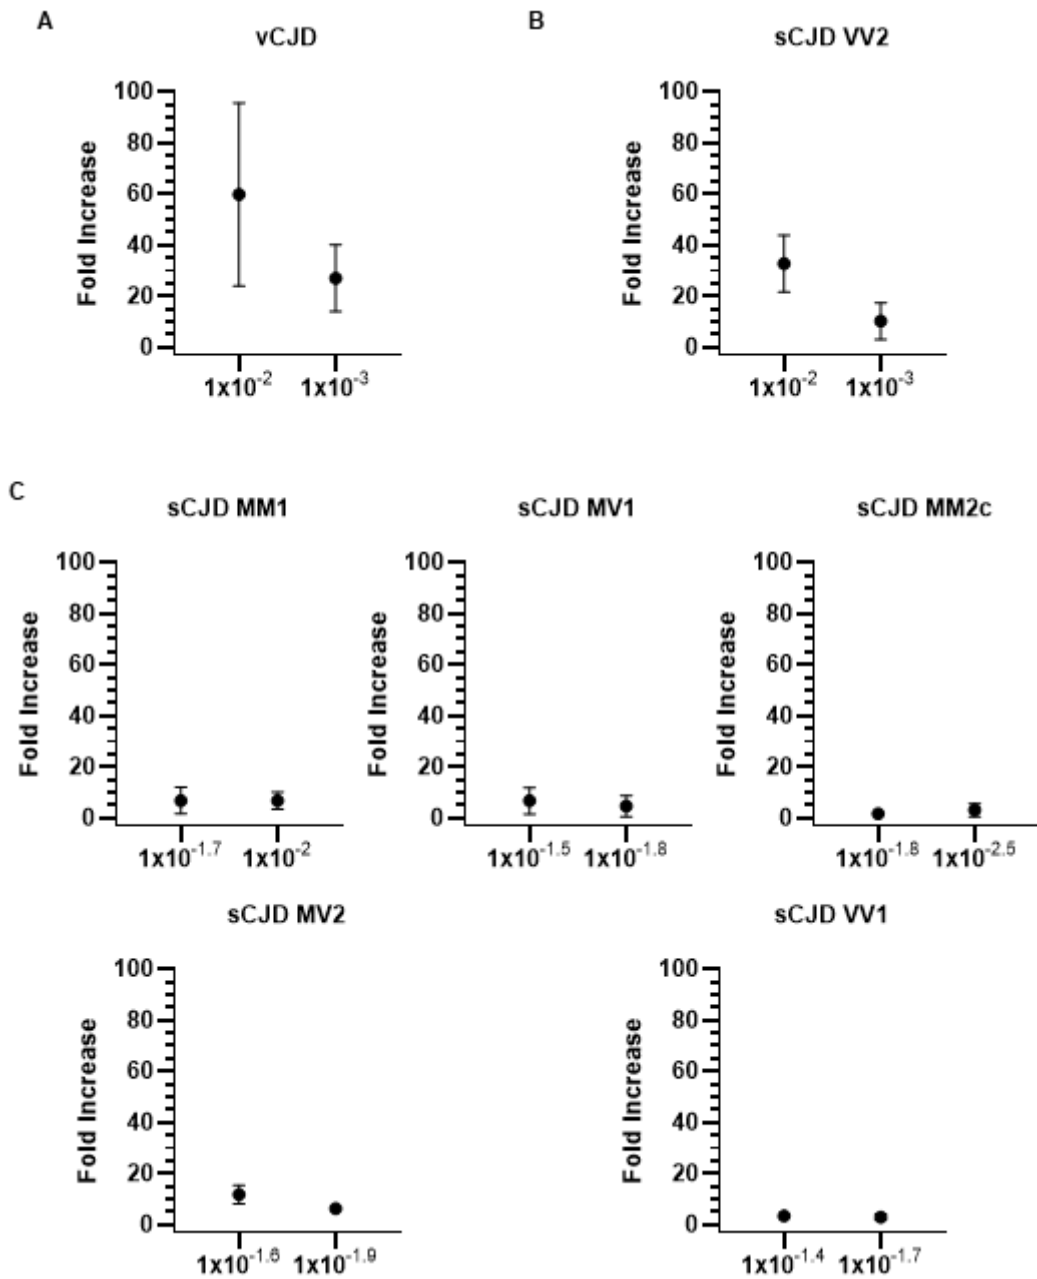 A
vCJD
Fold Increase
100
80
60
40
20
0
1x10⁻² 1x10⁻³
B
sCJD VV2
Fold Increase
100
80
60
40
20
0
1x10⁻² 1x10⁻³
C
sCJD MM1
Fold Increase
100
80
60
40
20
0
1x10⁻¹·⁷ 1x10⁻²
sCJD MV1
Fold Increase
100
80
60
40
20
0
1x10⁻¹·⁵ 1x10⁻¹·⁸
sCJD MM2c
Fold Increase
100
80
60
40
20
0
1x10⁻¹·⁸ 1x10⁻²·⁵
sCJD MV2
Fold Increase
100
80
60
40
20
0
1x10⁻¹·⁶ 1x10⁻¹·⁹
sCJD VV1
Fold Increase
100
80
60
40
20
0
1x10⁻¹·⁴ 1x10⁻¹·⁷